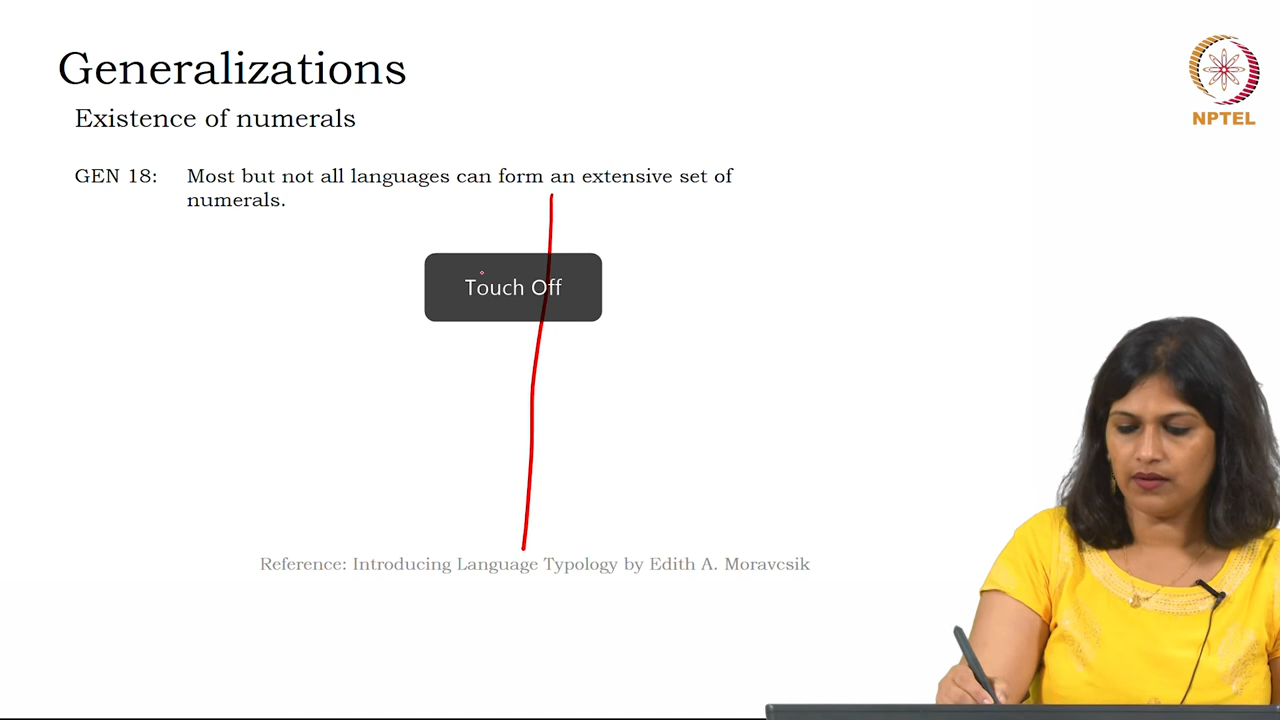 Generalizations
NPTEL
Existence of numerals
GEN 18: Most but not all languages can form an extensive set of
numerals.
Touch Off
Reference: Introducing Language Typology by Edith A. Moravcsik